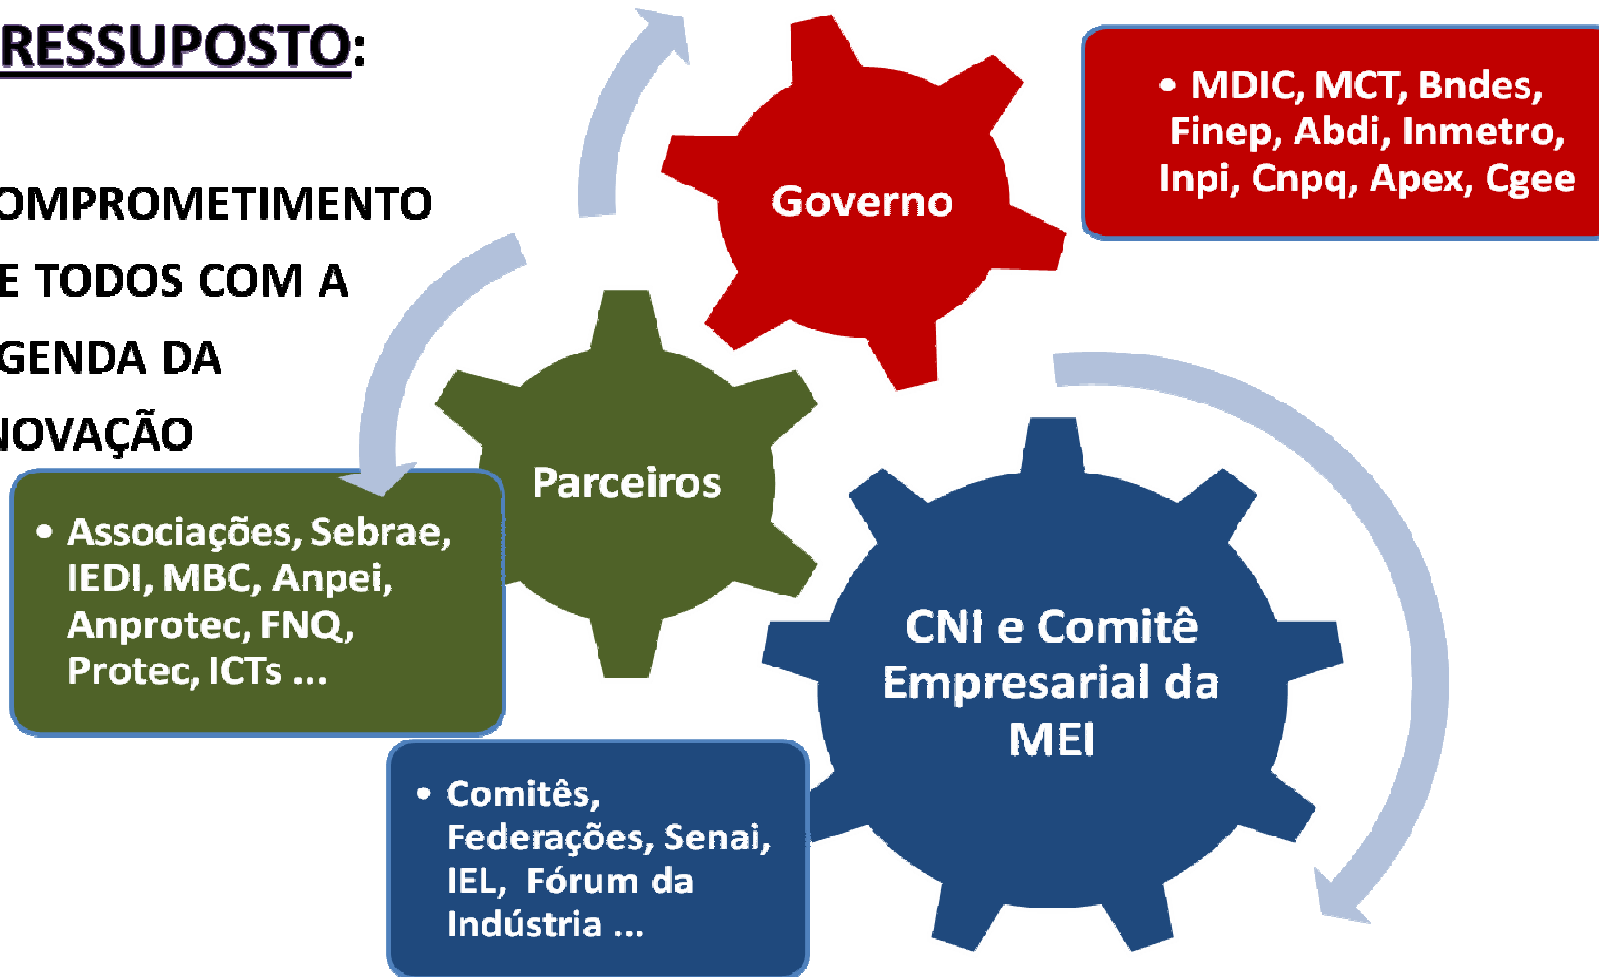 RESSUPOSTO:
OMPROMETIMENTO
E TODOS COM A
GENDA DA
NOVAÇÃO
Governo
• MDIC, MCT, Bndes,
Finep, Abdi, Inmetro,
Inpi, Cnpq, Apex, Cgee
Parceiros
• Associações, Sebrae,
IEDI, MBC, Anpei,
Anprotec, FNQ,
Protec, ICTs ...
CNI e Comitê
Empresarial da
MEI
• Comitês,
Federações, Senai,
IEL, Fórum da
Indústria ...